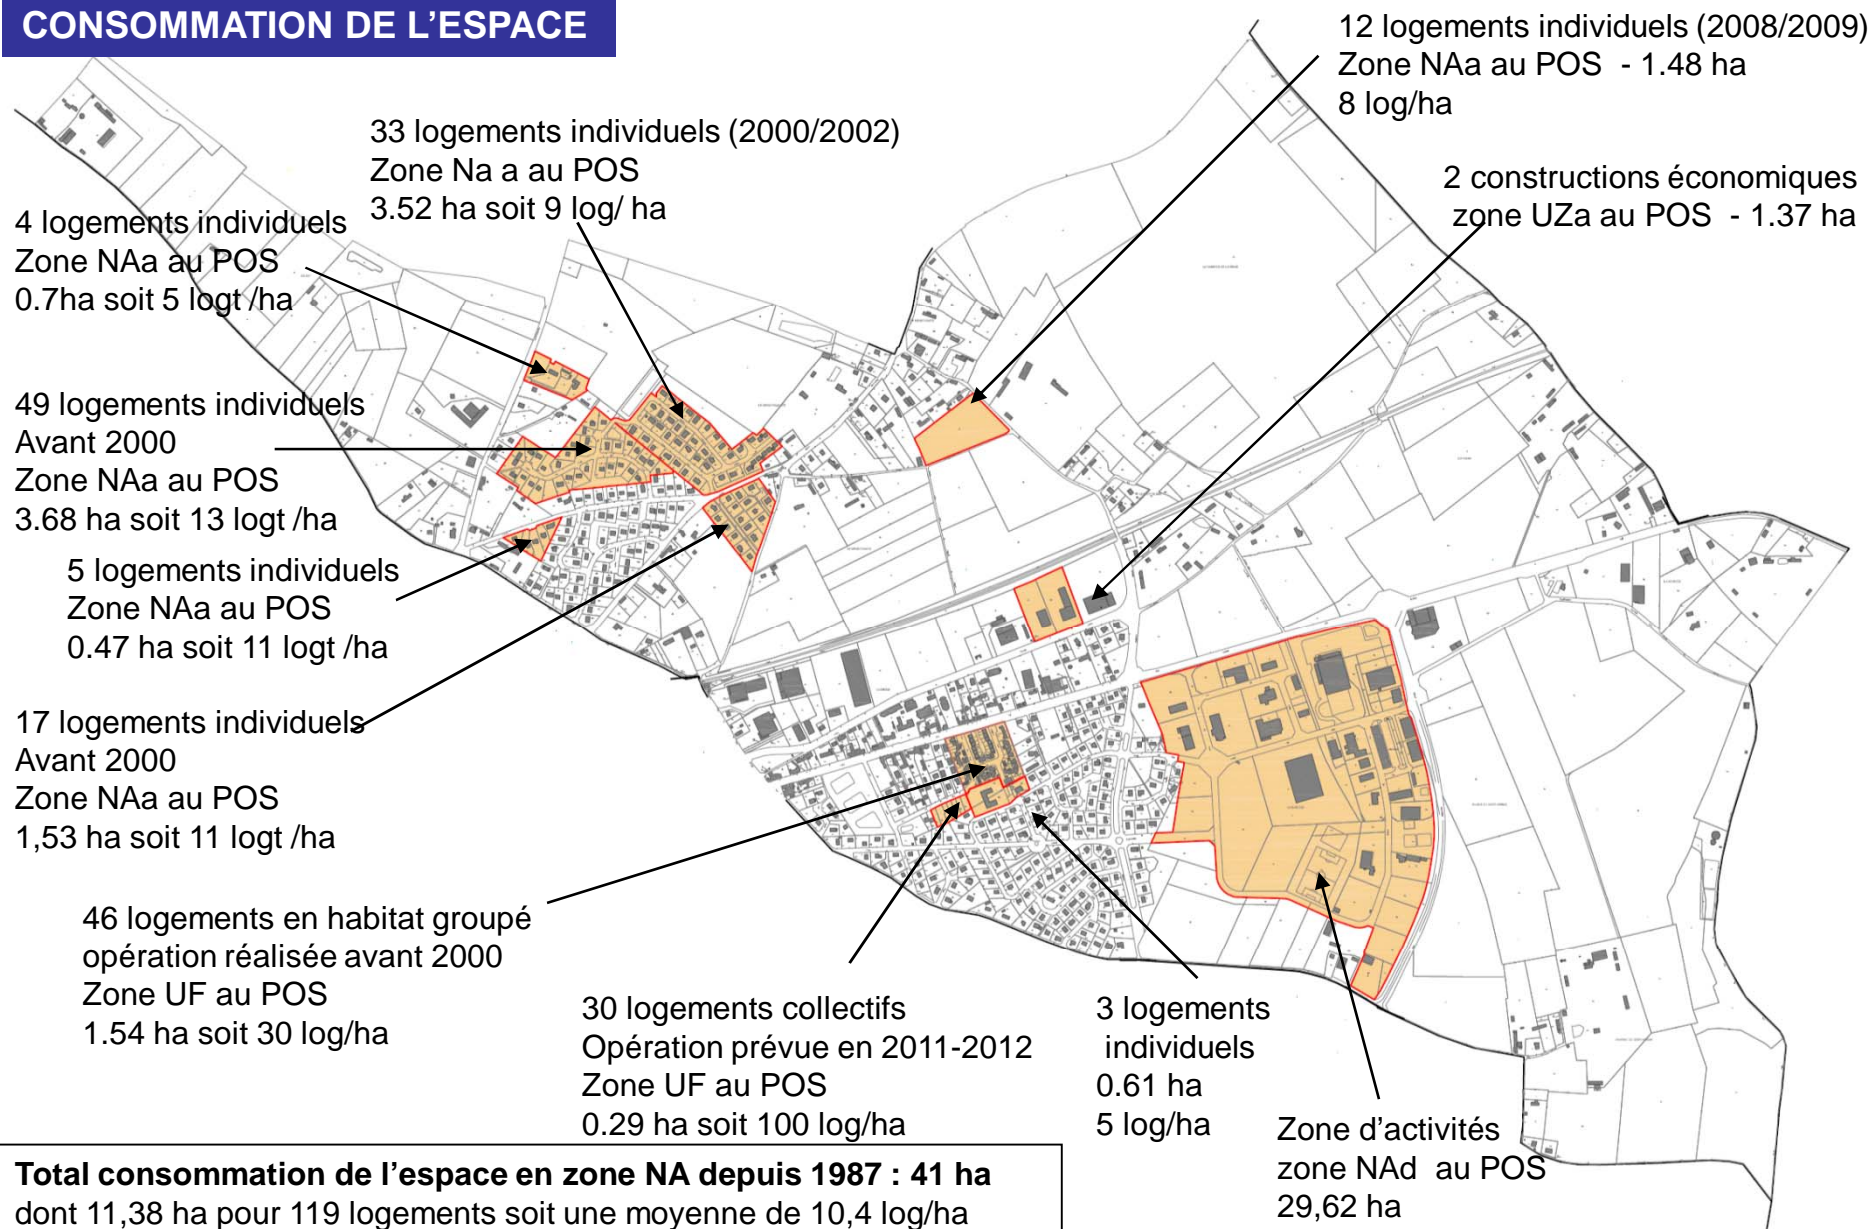 CONSOMMATION DE L'ESPACE
12 logements individuels (2008/2009)
Zone NAa au POS - 1.48 ha
8 log/ha
33 logements individuels (2000/2002)
Zone Na a au POS
3.52 ha soit 9 log/ ha
2 constructions économiques
zone UZa au POS - 1.37 ha
4 logements individuels
Zone NAa au POS
0.7ha soit 5 logt /ha
49 logements individuels
Avant 2000
Zone NAa au POS
3.68 ha soit 13 logt /ha
5 logements individuels
Zone NAa au POS
0.47 ha soit 11 logt /ha
17 logements individuels
Avant 2000
Zone NAa au POS
1,53 ha soit 11 logt /ha
46 logements en habitat groupé
opération réalisée avant 2000
Zone UF au POS
1.54 ha soit 30 log/ha
30 logements collectifs
Opération prévue en 2011-2012
Zone UF au POS
0.29 ha soit 100 log/ha
3 logements
individuels
0.61 ha
5 log/ha
Zone d'activités
zone NAd au POS
29,62 ha
Total consommation de l'espace en zone NA depuis 1987 : 41 ha
dont 11,38 ha pour 119 logements soit une moyenne de 10,4 log/ha